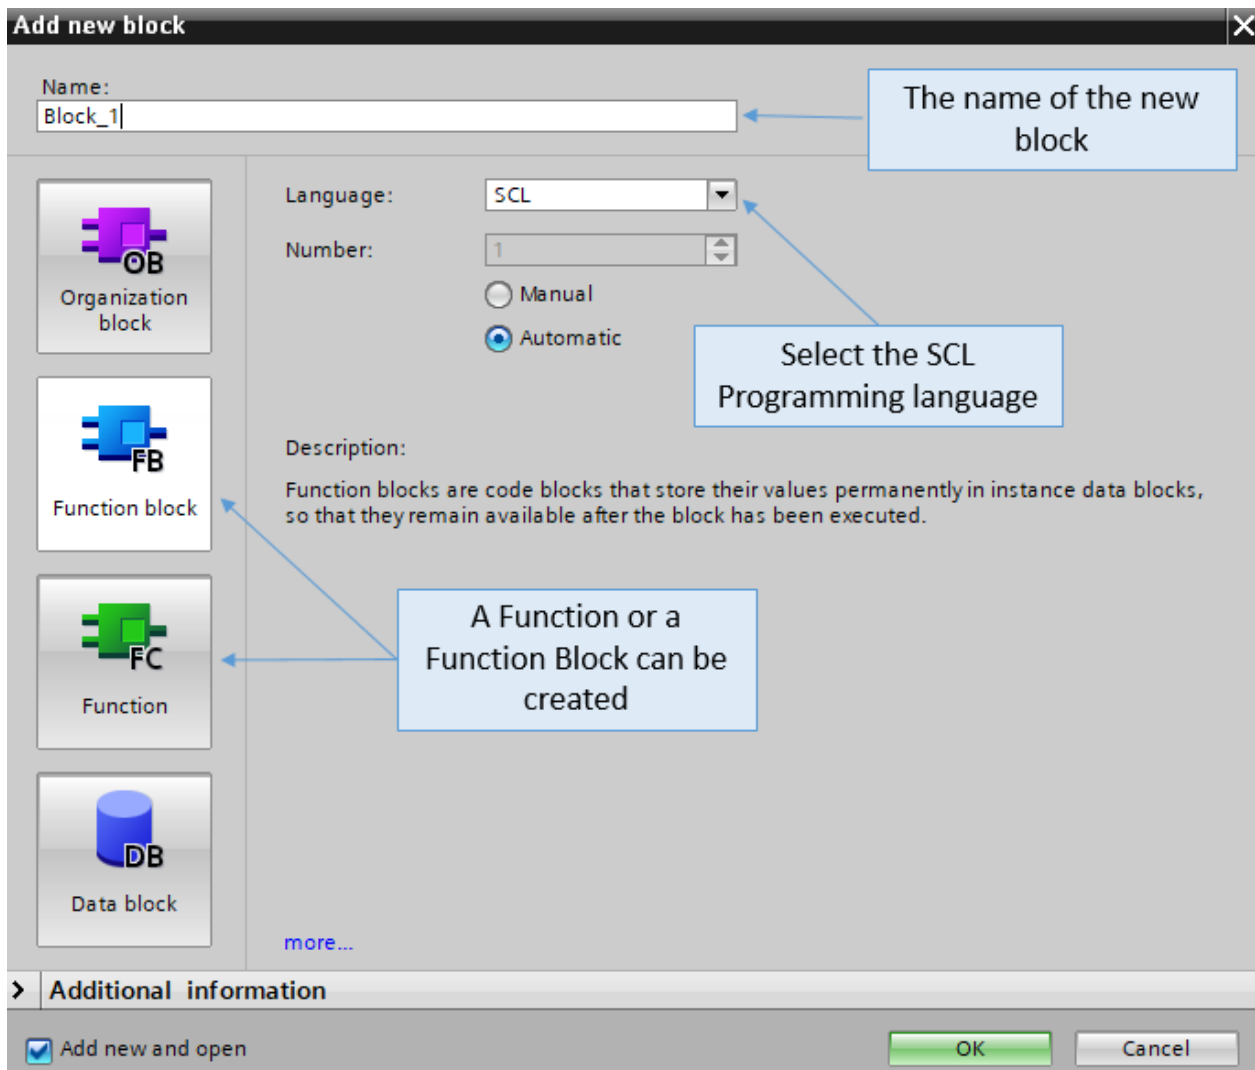 Add new block
Name:
Block_1
The name of the new
block
OB
Organization
block
FB
Function block
FC
Function
DB
Data block
Language:
SCL
Number:
1
Manual
Automatic
Select the SCL
Programming language
Description:
Function blocks are code blocks that store their values permanently in instance data blocks,
so that they remain available after the block has been executed.
A Function or a
Function Block can be
created
more...
> Additional information
Add new and open
OK
Cancel